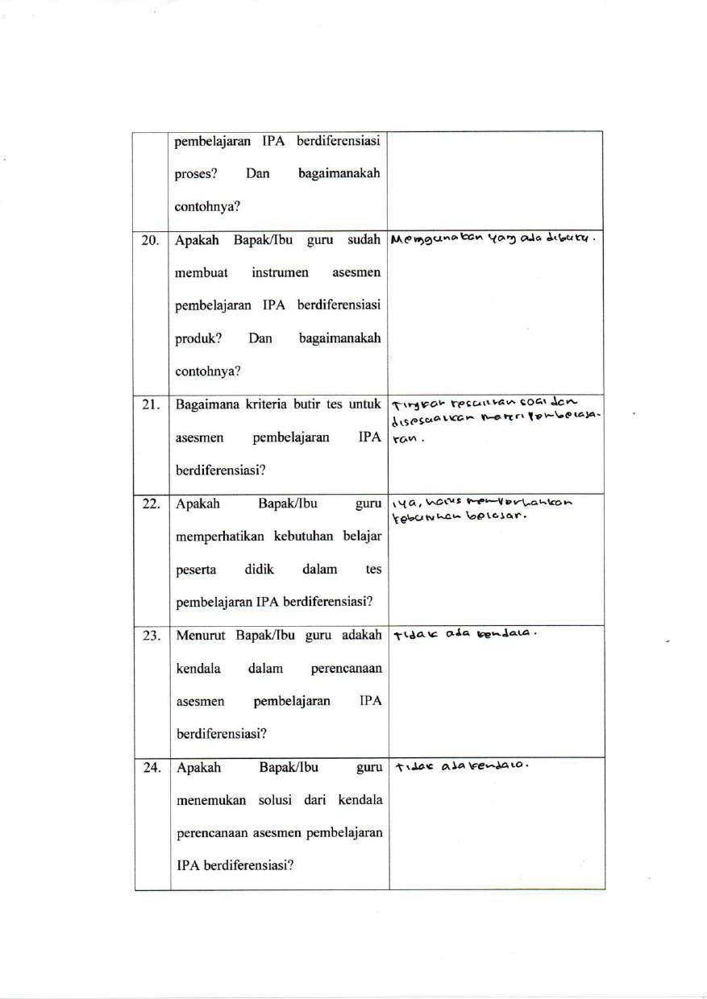 pembelajaran IPA berdiferensiasi
proses? Dan bagaimanakah
contohnya?
20. Apakah Bapak/Ibu guru sudah
membuat instrumen asesmen
pembelajaran IPA berdiferensiasi
produk? Dan bagaimanakah
contohnya?
Menggunakan yang ada dibuku.
21. Bagaimana kriteria butir tes untuk
asesmen pembelajaran IPA
berdiferensiasi?
Tingkat kesulitan soal dan
disesuaikan materi pembelaja-
ran.
22. Apakah Bapak/Ibu guru
memperhatikan kebutuhan belajar
peserta didik dalam tes
pembelajaran IPA berdiferensiasi?
iya, harus memperhatikan
kebutuhan belajar.
23. Menurut Bapak/Ibu guru adakah
kendala dalam perencanaan
asesmen pembelajaran IPA
berdiferensiasi?
tidak ada kendala.
24. Apakah Bapak/Ibu guru
menemukan solusi dari kendala
perencanaan asesmen pembelajaran
IPA berdiferensiasi?
tidak ada kendala.